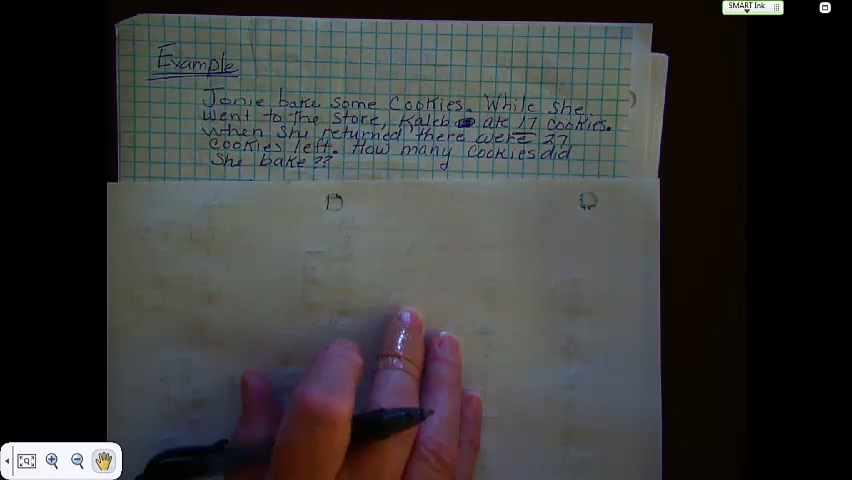 SMART Ink
Example
Jonie bake some Cookies. While she
went to the store, Kaleb ate 17 cookies.
When she returned there were 27
cookies left. How many cookies did
she bake??